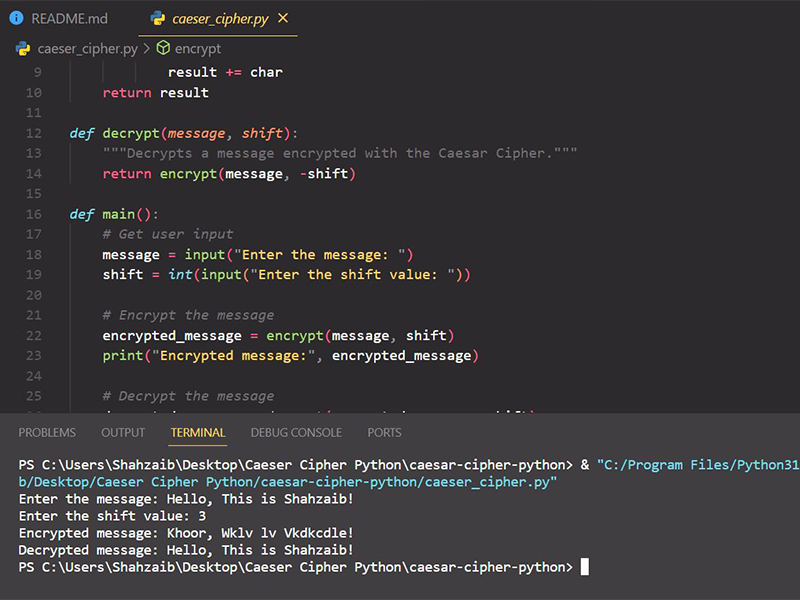 README.md caeser_cipher.py
caeser_cipher.py > encrypt
9 result += char
10 return result
11
12 def decrypt(message, shift):
13 """Decrypts a message encrypted with the Caesar Cipher."""
14 return encrypt(message, -shift)
15
16 def main():
17 # Get user input
18 message = input("Enter the message: ")
19 shift = int(input("Enter the shift value: "))
20
21 # Encrypt the message
22 encrypted_message = encrypt(message, shift)
23 print("Encrypted message:", encrypted_message)
24
25 # Decrypt the message
PROBLEMS OUTPUT TERMINAL DEBUG CONSOLE PORTS
PS C:\Users\Shahzaib\Desktop\Caeser Cipher Python\caesar-cipher-python> & "C:/Program Files/Python31
b/Desktop/Caeser Cipher Python/caesar-cipher-python/caeser_cipher.py"
Enter the message: Hello, This is Shahzaib!
Enter the shift value: 3
Encrypted message: Khoor, Wklv lv Vkdkcdle!
Decrypted message: Hello, This is Shahzaib!
PS C:\Users\Shahzaib\Desktop\Caeser Cipher Python\caesar-cipher-python>